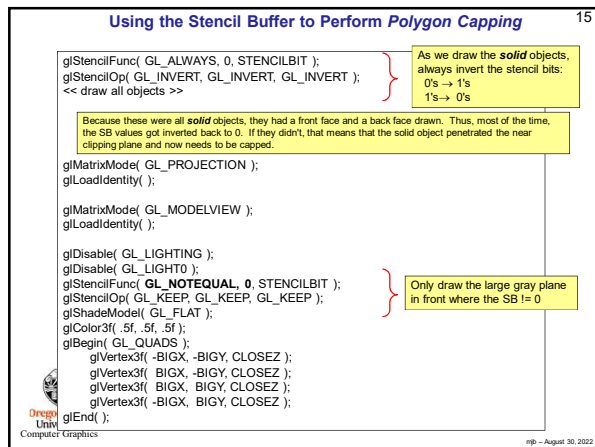 Using the Stencil Buffer to Perform Polygon Capping
15
glStencilFunc( GL_ALWAYS, 0, STENCILBIT );
glStencilOp( GL_INVERT, GL_INVERT, GL_INVERT );
<< draw all objects >>
As we draw the solid objects,
always invert the stencil bits:
0's → 1's
1's→ 0's
Because these were all solid objects, they had a front face and a back face drawn. Thus, most of the time,
the SB values got inverted back to 0. If they didn't, that means that the solid object penetrated the near
clipping plane and now needs to be capped.
glMatrixMode( GL_PROJECTION );
glLoadIdentity( );
glMatrixMode( GL_MODELVIEW );
glLoadIdentity( );
glDisable( GL_LIGHTING );
glDisable( GL_LIGHT0 );
glStencilFunc( GL_NOTEQUAL, 0, STENCILBIT );
glStencilOp( GL_KEEP, GL_KEEP, GL_KEEP );
glShadeModel( GL_FLAT );
Only draw the large gray plane
in front where the SB != 0
glColor3f( .5f, .5f, .5f );
glBegin( GL_QUADS );
glVertex3f( -BIGX, -BIGY, CLOSEZ );
glVertex3f( BIGX, -BIGY, CLOSEZ );
glVertex3f( BIGX, BIGY, CLOSEZ );
glVertex3f( -BIGX, BIGY, CLOSEZ );
glEnd( );
Orego
Univ
Computer Graphics
mjb – August 30, 2022